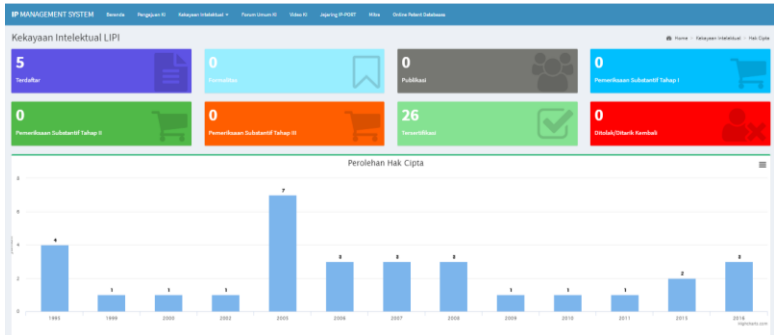 IP MANAGEMENT SYSTEM Beranda Pengajuan KI Kekayaan Intelektual Forum Umum KI Video KI Jejaring IP-PORT Mitra Online Patent Databases
Kekayaan Intelektual LIPI
Home Kekayaan Intelektual Hak Cipta
5
Terdaftar
0
Formalitas
0
Publikasi
0
Pemeriksaan Substantif Tahap I
0
Pemeriksaan Substantif Tahap II
0
Pemeriksaan Substantif Tahap III
26
Tersertifikasi
0
Ditolak/Ditarik Kembali
Perolehan Hak Cipta
8
6
4
2
0
4 1 1 1 7 3 3 3 1 1 1 2 3
1995 1999 2000 2002 2005 2006 2007 2008 2009 2010 2011 2013 2016